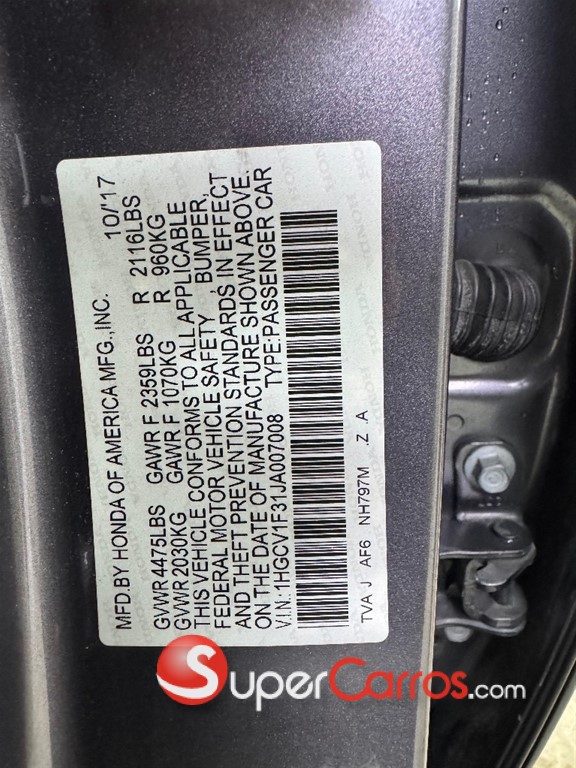 MFD.BY HONDA OF AMERICA MFG.,INC. 10/17
GVWR 4475LBS GAWR F 2359LBS R 2116LBS
GVWR 2030KG GAWR F 1070KG R 960KG
THIS VEHICLE CONFORMS TO ALL APPLICABLE
FEDERAL MOTOR VEHICLE SAFETY , BUMPER,
AND THEFT PREVENTION STANDARDS IN EFFECT
ON THE DATE OF MANUFACTURE SHOWN ABOVE.
V.I.N.: 1HGCV1F31JA007008 TYPE:PASSENGER CAR
TVA J AF6 NH797M .Z .A
SuperCarros.com